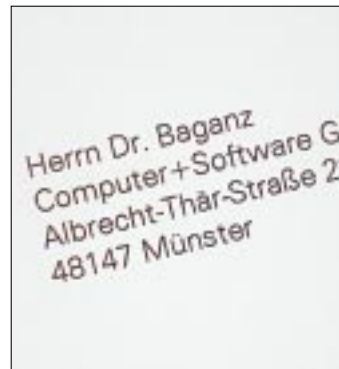 Herrn Dr. Baganz
Computer+Software G
Albrecht-Thär-Straße 2
48147 Münster